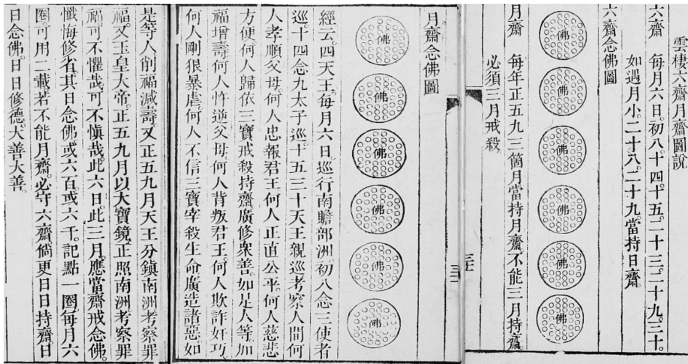 雲棲六齋月齋圖說
六齋 每月六日。初八。十四。十五。二十三。二十九。三十。
如遇月小。二十八。二十九當持日齋
六齋念佛圖
佛
佛
佛
佛
佛
佛
月齋 每年正五九三箇月當持月齋不能三月持齋
必須三月戒殺
月齋念佛圖
佛
佛
佛
佛
佛
佛
經云四天王每月六日巡行南贍部洲初八念三使者
巡十四念九太子巡十五三十天王親巡考察人間何
人孝順父母何人忠報君王何人正直公平何人慈悲
方便何人歸依三寶戒殺持齋廣修衆善如是人等加
福增壽何人忤逆父母何人背叛君王何人欺詐奸巧
何人剛狠暴虐何人不信三寶宰殺生命廣造諸惡如
是等人削福減壽又正五九月天王分鎮南洲考察罪
福又玉皇大帝。正五九月以大寶鏡。正照南洲考察罪
福可不懼哉可不慎哉此六日。此三月應當齋戒念佛。
懺悔修省其日念佛或六百或六千。記點一圈。每月六
圈可用二載若不能月齋必守六齋倘更日日持齋日
日念佛。日日修德大善大善